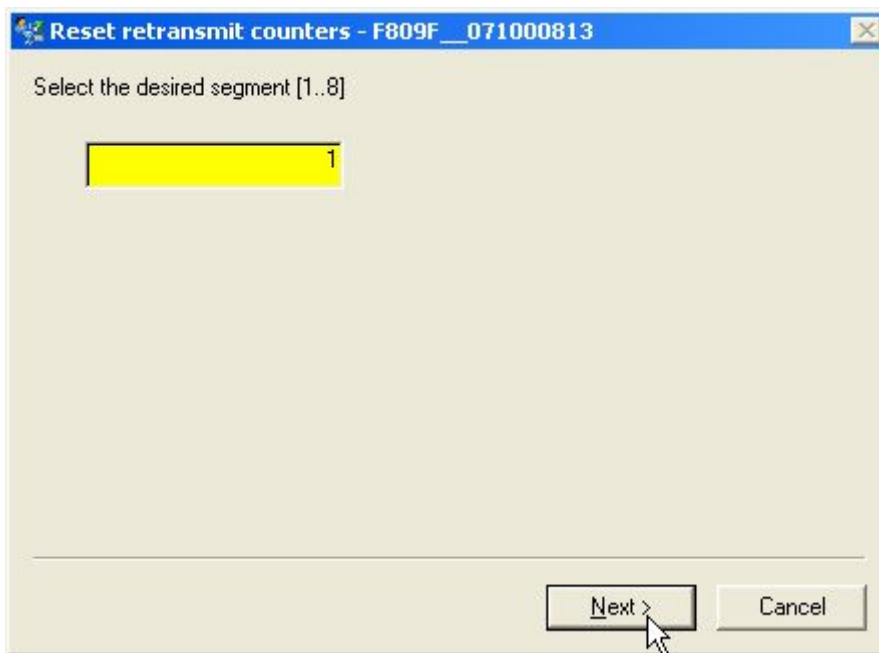 Reset retransmit counters - F809F__071000813
Select the desired segment [1..8]
1
Next >
Cancel